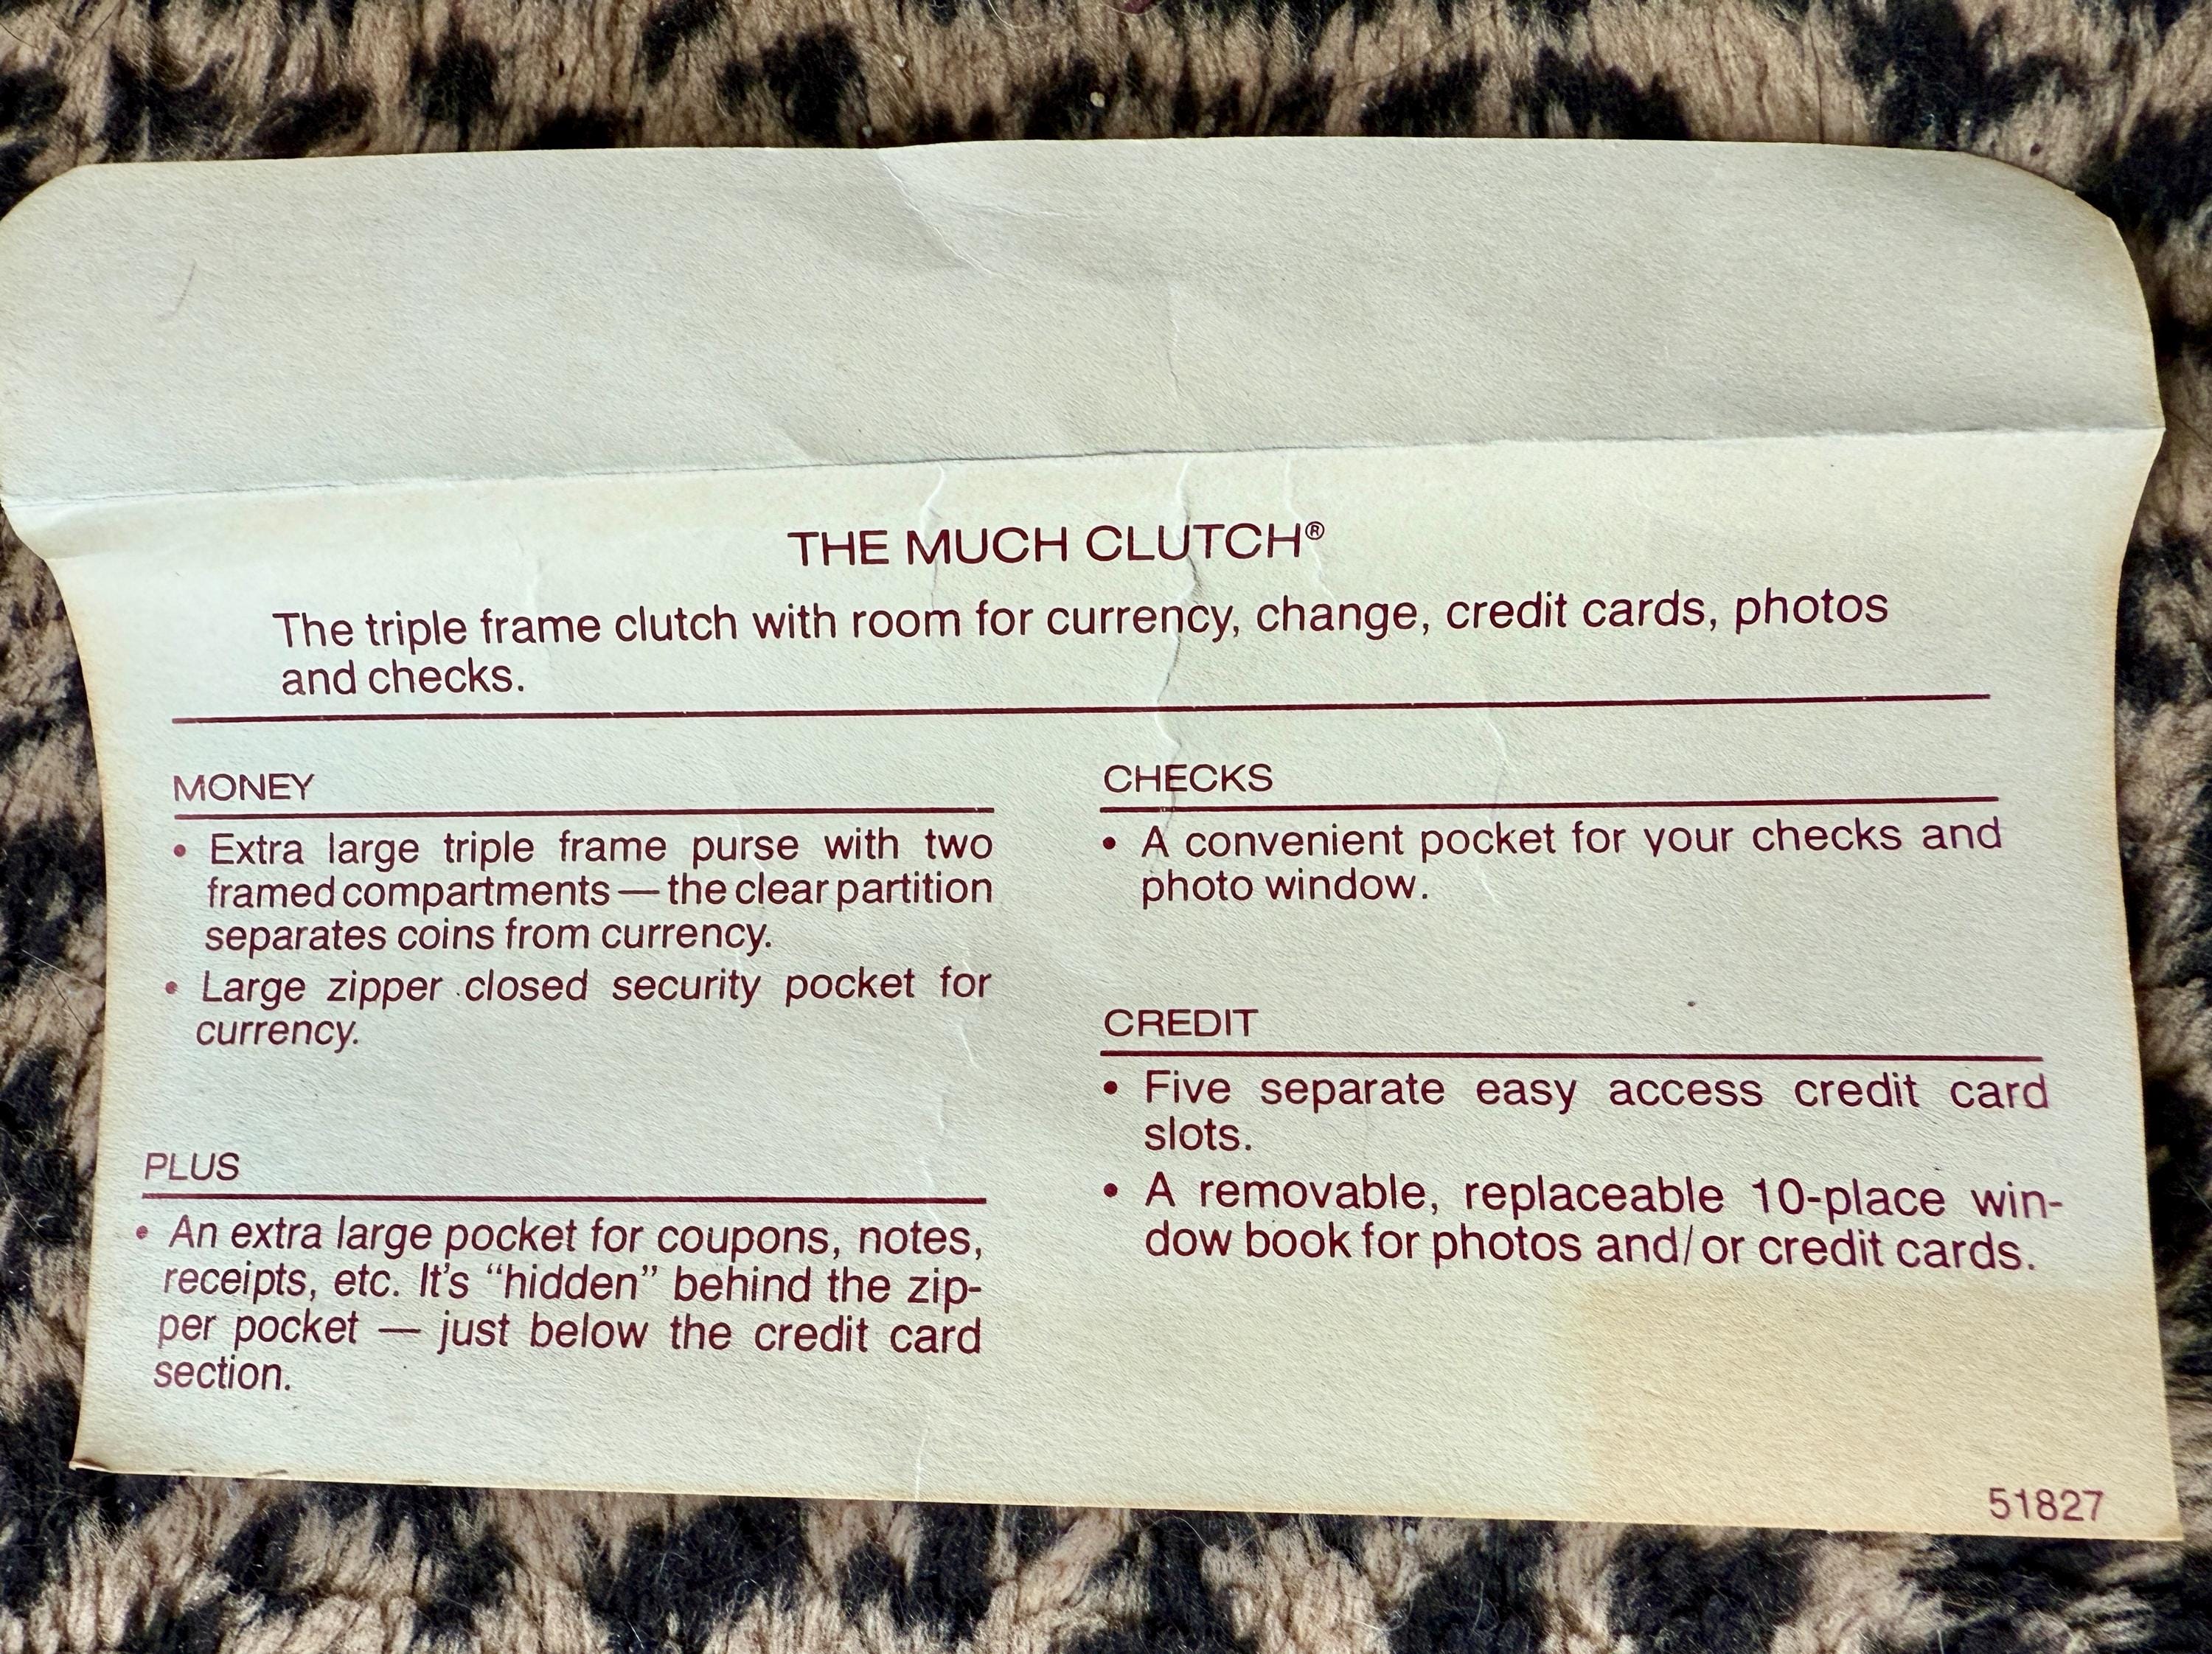 THE MUCH CLUTCH®
The triple frame clutch with room for currency, change, credit cards, photos
and checks.
MONEY
• Extra large triple frame purse with two
framed compartments — the clear partition
separates coins from currency.
• Large zipper closed security pocket for
currency.
PLUS
• An extra large pocket for coupons, notes,
receipts, etc. It's “hidden” behind the zip-
per pocket — just below the credit card
section.
CHECKS
• A convenient pocket for your checks and
photo window.
CREDIT
• Five separate easy access credit card
slots.
• A removable, replaceable 10-place win-
dow book for photos and/or credit cards.
51827